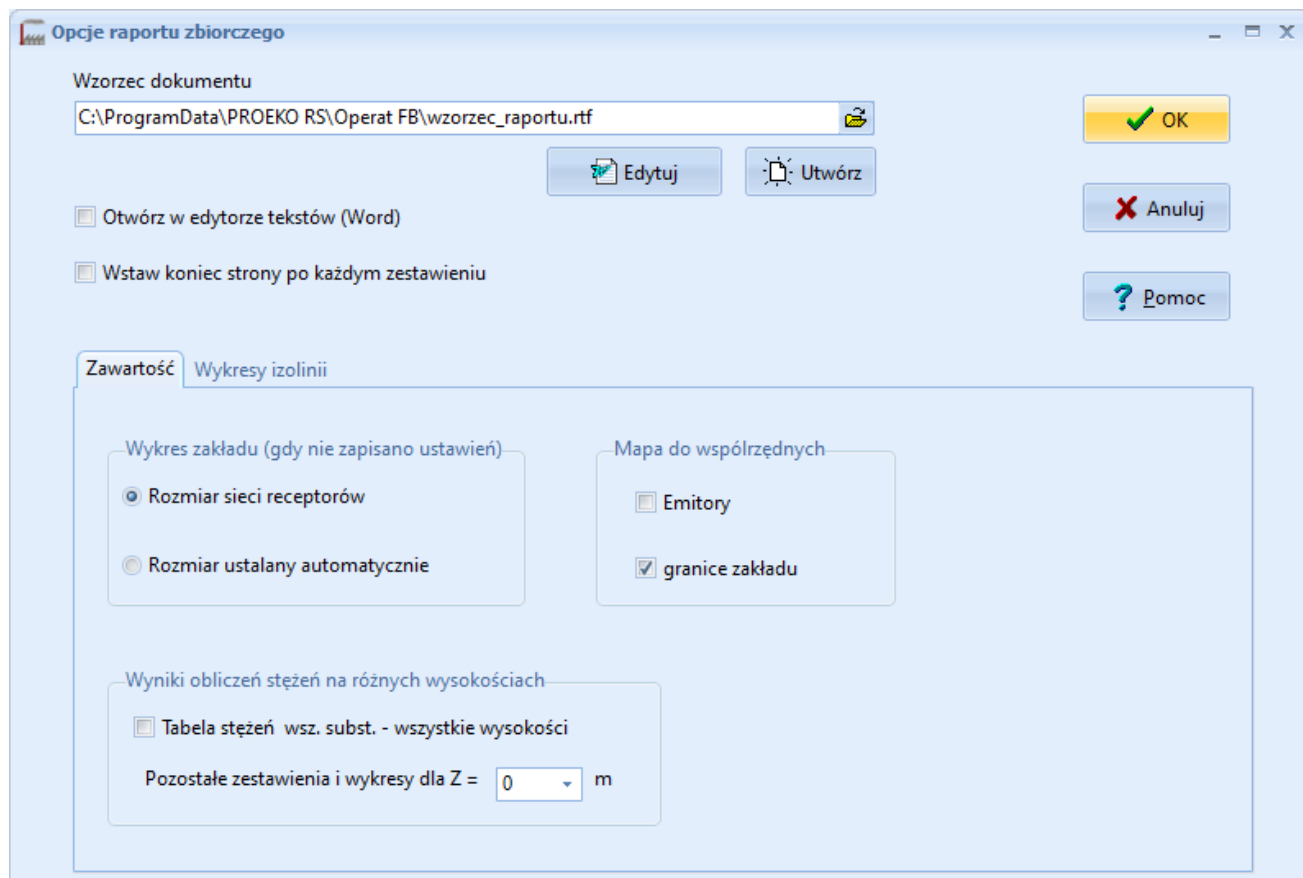 Opcje raportu zbiorczego
Wzorzec dokumentu
C:\ProgramData\PROEKO RS\Operat FB\wzorzec_raportu.rtf
OK
Edytuj
Utwórz
Anuluj
Otwórz w edytorze tekstów (Word)
Wstaw koniec strony po każdym zestawieniu
Pomoc
Zawartość
Wykresy izolinii
Wykres zakładu (gdy nie zapisano ustawień)
Rozmiar sieci receptorów
Rozmiar ustalany automatycznie
Mapa do wspólrzędnych
Emitory
granice zakładu
Wyniki obliczeń stężeń na różnych wysokościach
Tabela stężeń wsz. subst. - wszystkie wysokości
Pozostałe zestawienia i wykresy dla Z = 0 m